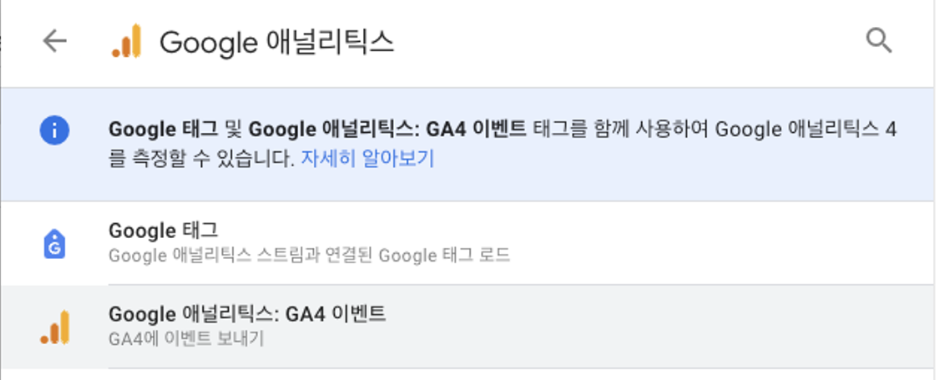 Google 애널리틱스
Google 태그 및 Google 애널리틱스: GA4 이벤트 태그를 함께 사용하여 Google 애널리틱스 4
를 측정할 수 있습니다. 자세히 알아보기
Google 태그
Google 애널리틱스 스트림과 연결된 Google 태그 로드
Google 애널리틱스: GA4 이벤트
GA4에 이벤트 보내기